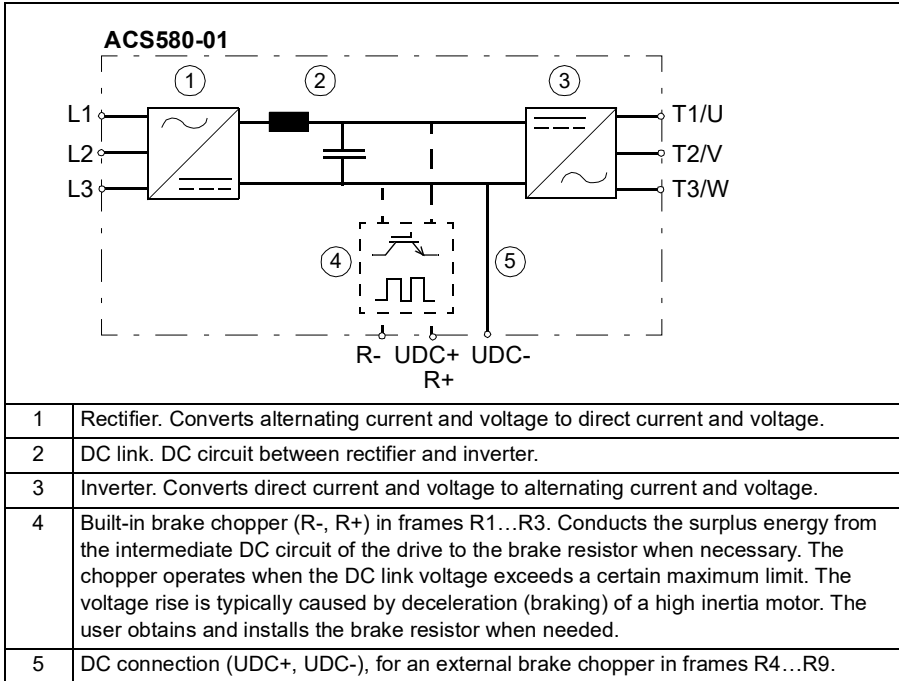 ACS580-01
1 2 3
L1 T1/U
L2 T2/V
L3 T3/W
4 5
R- UDC+ UDC-
R+
1 Rectifier. Converts alternating current and voltage to direct current and voltage.
2 DC link. DC circuit between rectifier and inverter.
3 Inverter. Converts direct current and voltage to alternating current and voltage.
4 Built-in brake chopper (R-, R+) in frames R1…R3. Conducts the surplus energy from
the intermediate DC circuit of the drive to the brake resistor when necessary. The
chopper operates when the DC link voltage exceeds a certain maximum limit. The
voltage rise is typically caused by deceleration (braking) of a high inertia motor. The
user obtains and installs the brake resistor when needed.
5 DC connection (UDC+, UDC-), for an external brake chopper in frames R4…R9.